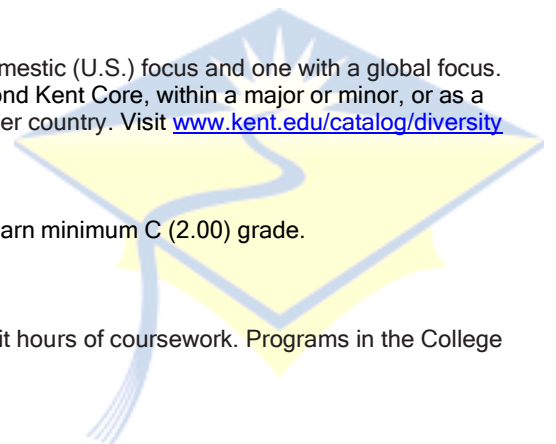 mestic (U.S.) focus and one with a global focus.
ond Kent Core, within a major or minor, or as a
er country. Visit www.kent.edu/catalog/diversity
arn minimum C (2.00) grade.
it hours of coursework. Programs in the College